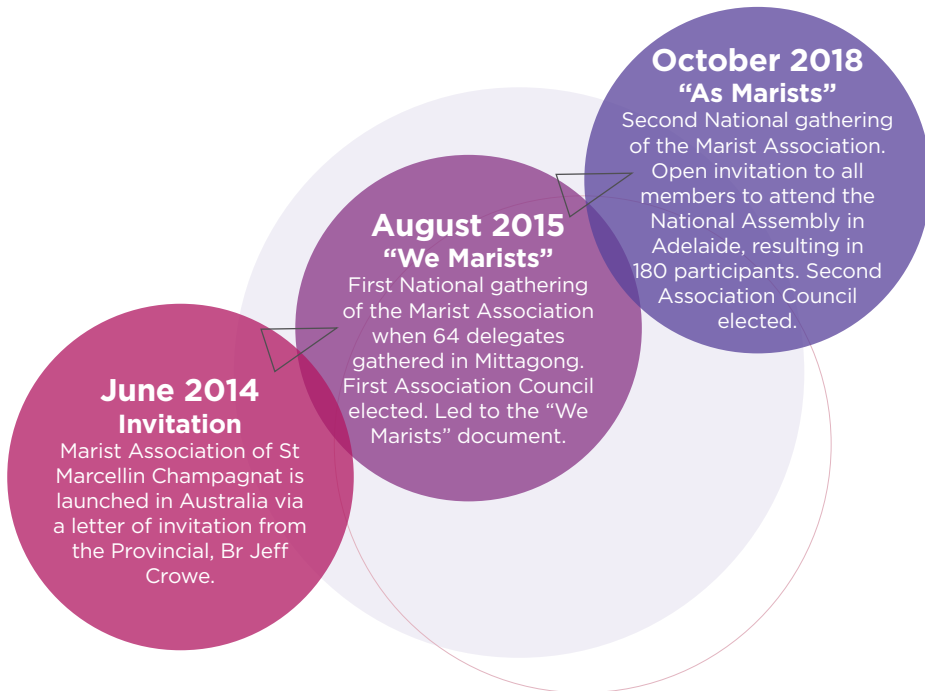 June 2014
Invitation
Marist Association of St
Marcellin Champagnat is
launched in Australia via
a letter of invitation from
the Provincial, Br Jeff
Crowe.
August 2015
“We Marists”
First National gathering
of the Marist Association
when 64 delegates
gathered in Mittagong.
First Association Council
elected. Led to the “We
Marists” document.
October 2018
“As Marists”
Second National gathering
of the Marist Association.
Open invitation to all
members to attend the
National Assembly in
Adelaide, resulting in
180 participants. Second
Association Council
elected.